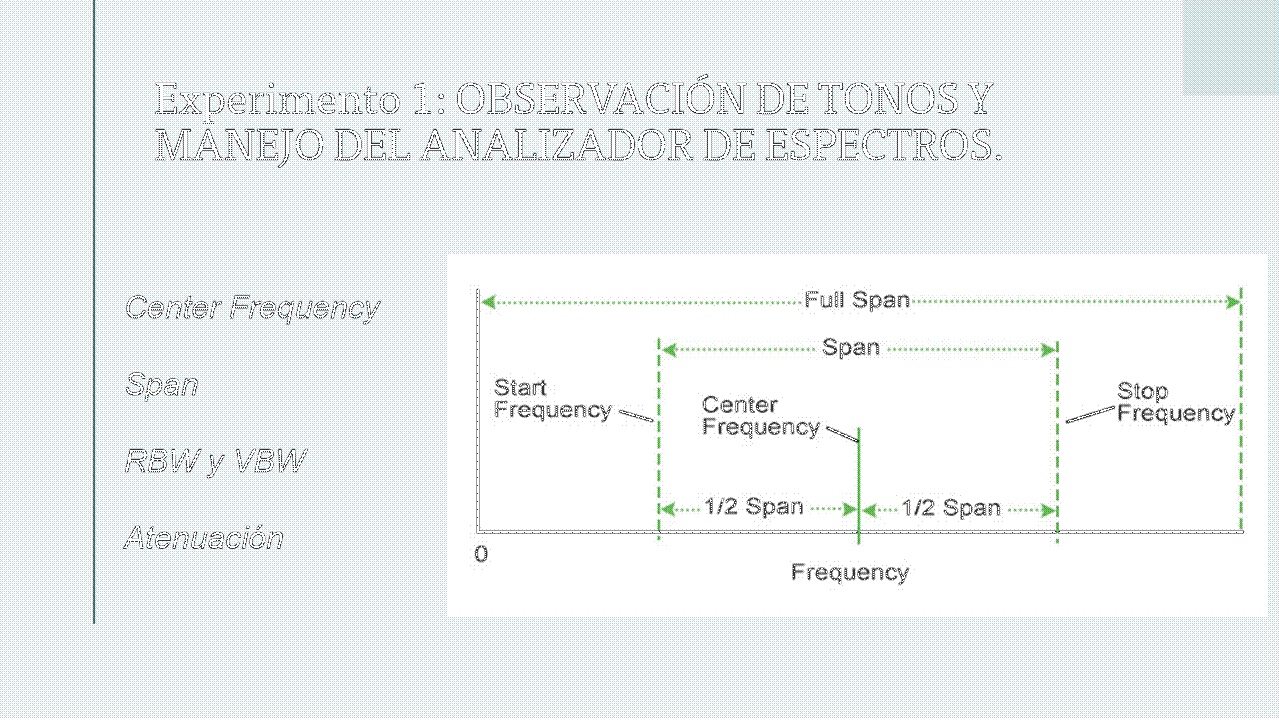 Experimento 1: OBSERVACIÓN DE TONOS Y
MANEJO DEL ANALIZADOR DE ESPECTROS.
Center Frequency
Span
RBW y VBW
Atenuación
Full Span
Span
Start
Frequency
Center
Frequency
Stop
Frequency
1/2 Span
1/2 Span
0
Frequency